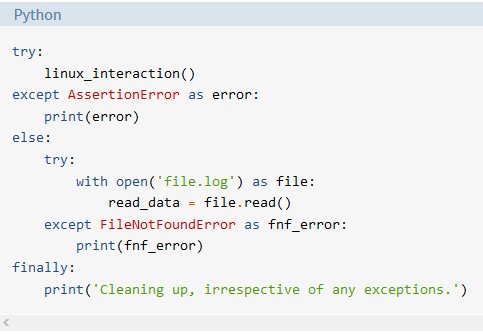 Python
try:
    linux_interaction()
except AssertionError as error:
    print(error)
else:
    try:
        with open('file.log') as file:
            read_data = file.read()
    except FileNotFoundError as fnf_error:
        print(fnf_error)
finally:
    print('Cleaning up, irrespective of any exceptions.')